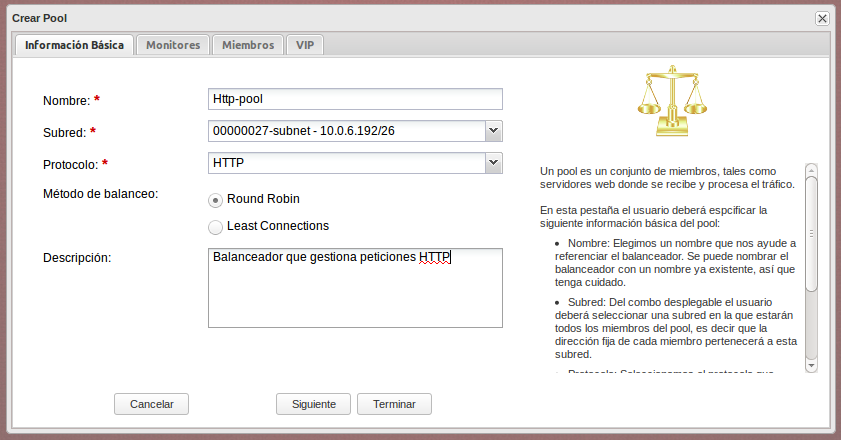 Crear Pool
Información Básica
Monitores
Miembros
VIP
Nombre: *
Http-pool
Subred: *
00000027-subnet - 10.0.6.192/26
Protocolo: *
HTTP
Método de balanceo:
Round Robin
Least Connections
Descripción:
Balanceador que gestiona peticiones HTTP
Un pool es un conjunto de miembros, tales como
servidores web donde se recibe y procesa el tráfico.
En esta pestaña el usuario deberá espcificar la
siguiente información básica del pool:
• Nombre: Elegimos un nombre que nos ayude a
referenciar el balanceador. Se puede nombrar el
balanceador con un nombre ya existente, así que
tenga cuidado.
• Subred: Del combo desplegable el usuario
deberá seleccionar una subred en la que estarán
todos los miembros del pool, es decir que la
dirección fija de cada miembro pertenecerá a esta
subred.
• Protocolo: Seleccionamos el protocolo que
Cancelar
Siguiente
Terminar